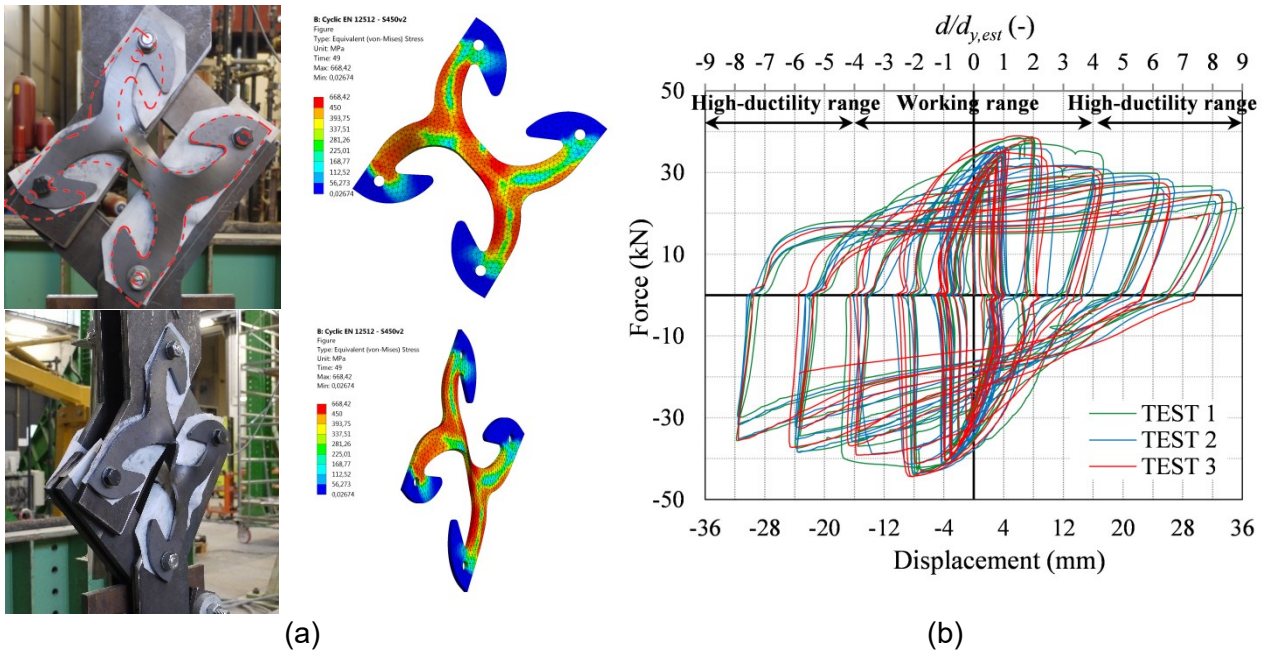 B: Cyclic EN 12512 - S450v2
Figure
Type: Equivalent (von-Mises) Stress
Unit: MPa
Time: 49
Max: 668,42
Min: 0,02674
668,42
450
393,75
337,51
281,26
225,01
168,77
112,52
56,273
0,02674
B: Cyclic EN 12512 - S450v2
Figure
Type: Equivalent (von-Mises) Stress
Unit: MPa
Time: 49
Max: 668,42
Min: 0,02674
668,42
450
393,75
337,51
281,26
225,01
168,77
112,52
56,273
0,02674
(a)
d/dy,est (-)
-9 -8 -7 -6 -5 -4 -3 -2 -1 0 1 2 3 4 5 6 7 8 9
High-ductility range Working range High-ductility range
50
30
10
-10
-30
-50
Force (kN)
TEST 1
TEST 2
TEST 3
-36 -28 -20 -12 -4 4 12 20 28 36
Displacement (mm)
(b)